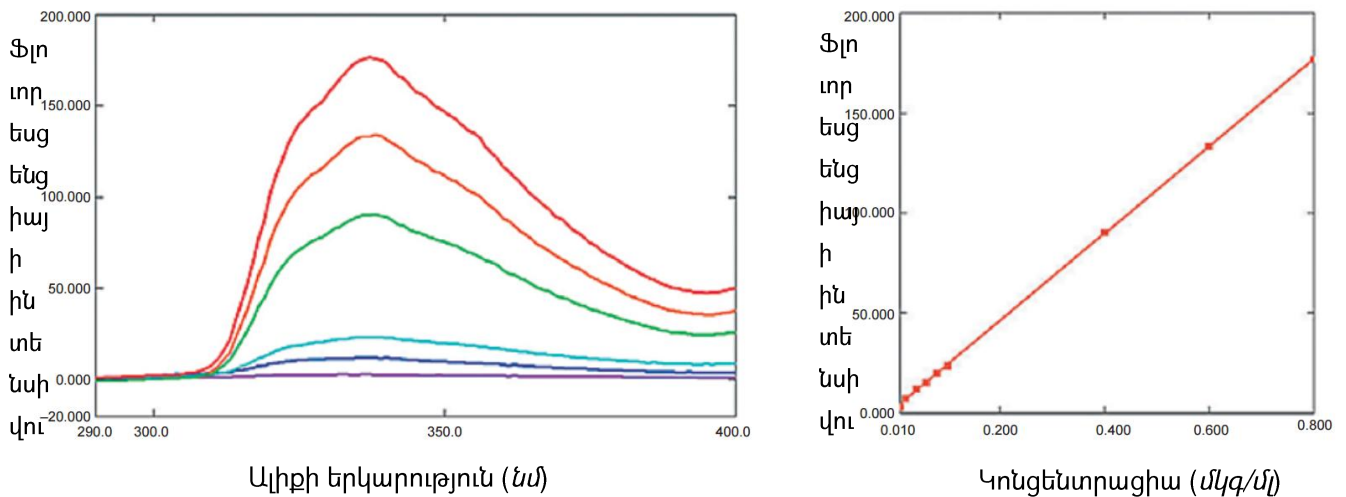 200.000
Ֆլո
ւոր
150.000
եսց
ենց
100.000
իայ
ի
50.000
ին
տե
0.000
նսի
-20.000
վու
290.0 300.0 350.0 400.0
Ալիքի երկարություն (նմ)
200.000
Ֆլո
ւոր
150.000
եսց
ենց
100.000
իայ
ի
50.000
ին
տե
նսի
0.000
վու
0.010 0.200 0.400 0.600 0.800
Կոնցենտրացիա (մկգ/մլ)